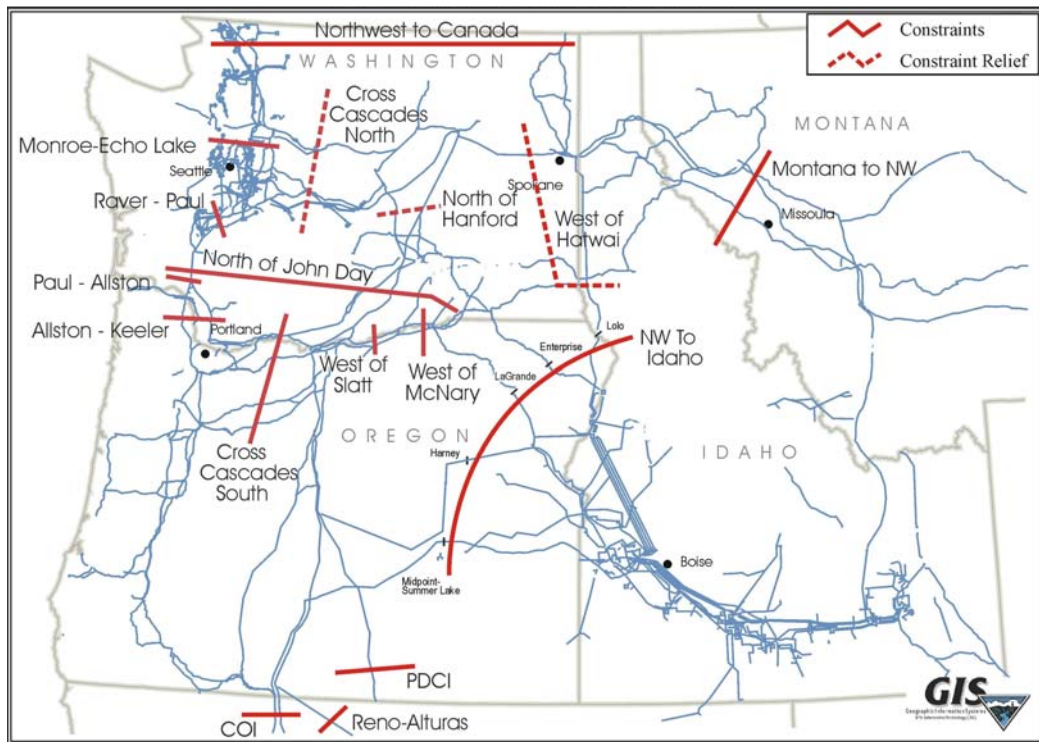 Constraints
Constraint Relief
Northwest to Canada
WASHINGTON
Cross
Cascades
North
Monroe-Echo Lake
Seattle
Raver - Paul
North of
Hanford
Spokane
West of
Hatwai
MONTANA
Montana to NW
Missoula
North of John Day
Paul - Allston
Allston - Keeler
Portland
West of
Slatt
West of
McNary
Lolo
Enterprise
LaGrande
NW To
Idaho
OREGON
Harney
IDAHO
Cross
Cascades
South
Boise
Midpoint-
Summer Lake
PDCI
COI
Reno-Alturas
GIS
Geographic Information Systems